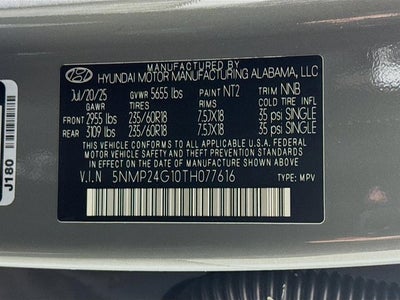 MANUFACTURED BY
HYUNDAI MOTOR MANUFACTURING ALABAMA, LLC
Jul/20/25 GVWR 5655 lbs PAINT NT2 TRIM NNB
GAWR TIRES RIMS COLD TIRE INFL
FRONT 2955 lbs 235/60R18 7.5JX18 35 psi SINGLE
REAR 3109 lbs 235/60R18 7.5JX18 35 psi SINGLE
THIS VEHICLE CONFORMS TO ALL APPLICABLE
U.S. FEDERAL MOTOR VEHICLE SAFETY AND
THEFT PREVENTION STANDARDS IN EFFECT ON
THE DATE OF MANUFACTURE SHOWN ABOVE.
V.I.N 5NMP24G10TH077616 TYPE: MPV
J180